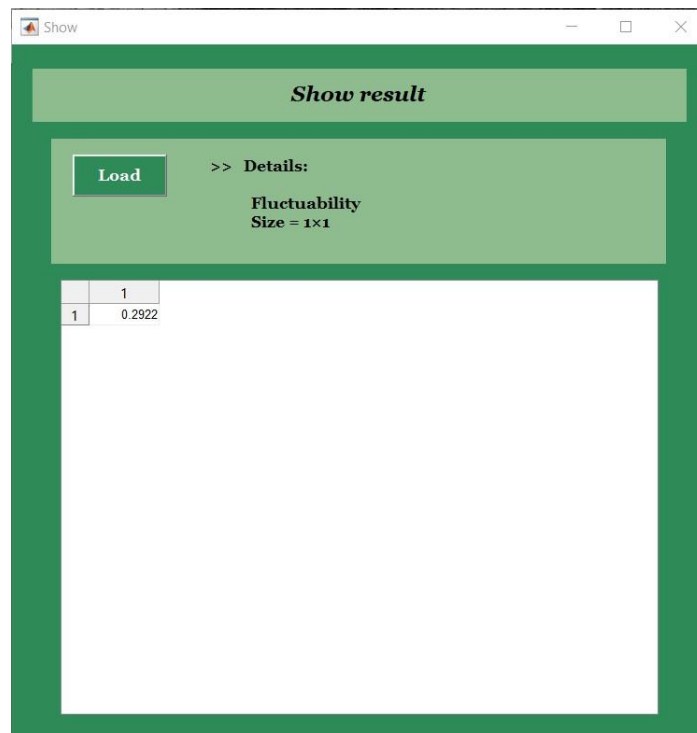 Show
Show result
Load
>> Details:
Fluctuability
Size = 1×1
1
1 0.2922